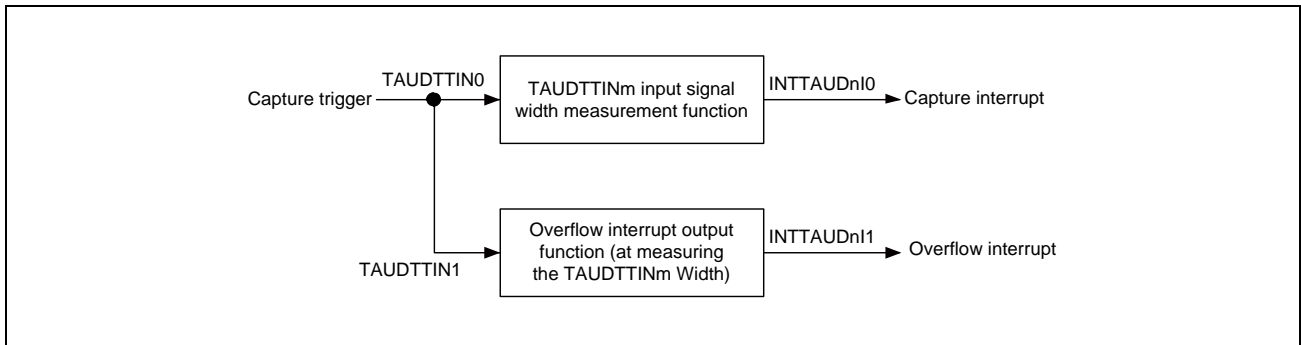 TAUDTTIN0
Capture trigger
TAUDTTINm input signal
width measurement function
INTTAUDnI0
Capture interrupt
TAUDTTIN1
Overflow interrupt output
function (at measuring
the TAUDTTINm Width)
INTTAUDnI1
Overflow interrupt